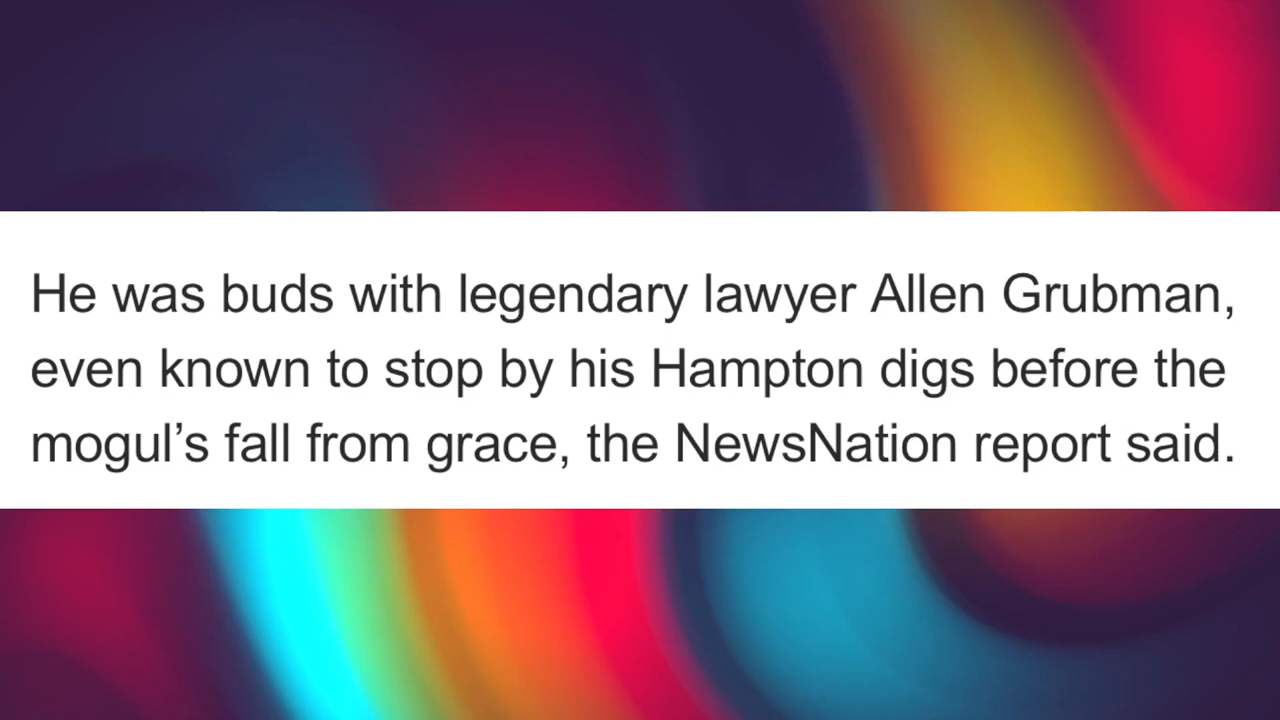 He was buds with legendary lawyer Allen Grubman,
even known to stop by his Hampton digs before the
mogul’s fall from grace, the NewsNation report said.